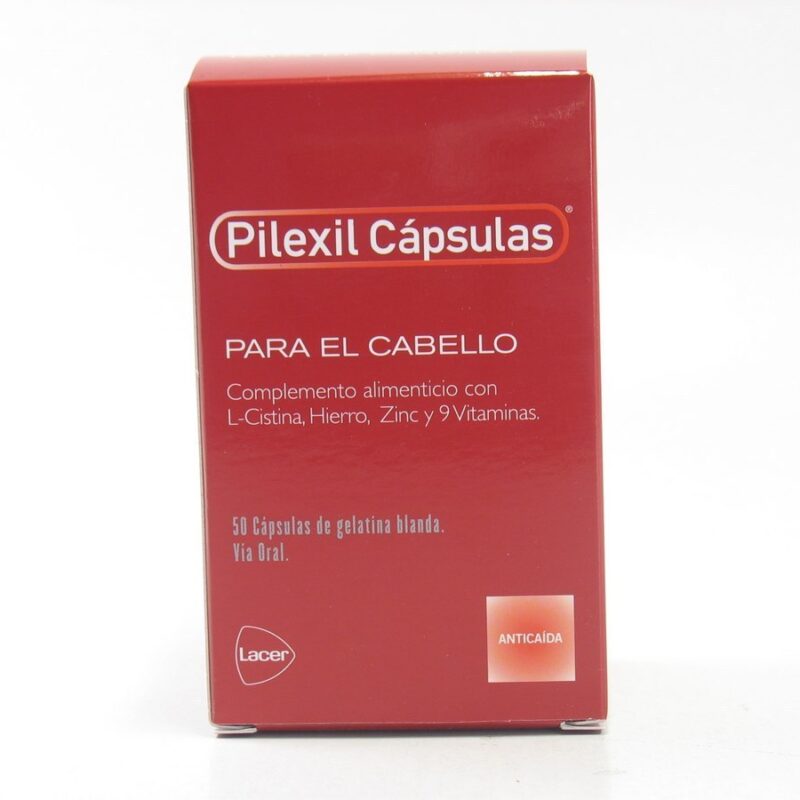 Pilexil Cápsulas®
PARA EL CABELLO
Complemento alimenticio con
L-Cistina, Hierro, Zinc y 9 Vitaminas.
50 Cápsulas de gelatina blanda.
Vía Oral.
Lacer
ANTICAÍDA